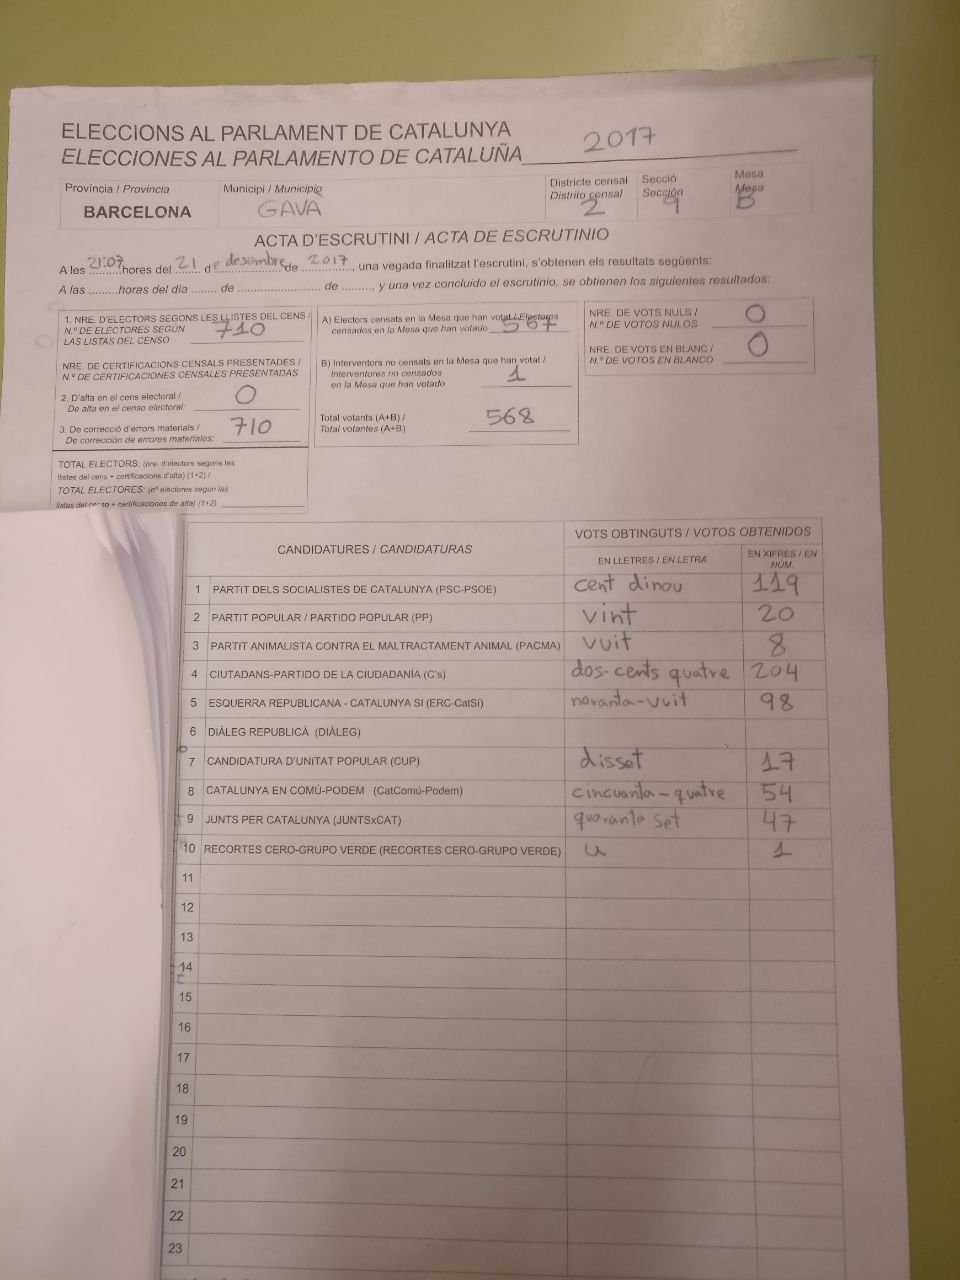 ELECCIONS AL PARLAMENT DE CATALUNYA
ELECCIONES AL PARLAMENTO DE CATALUÑA 2017
Província / Provincia
BARCELONA
Municipi / Municipio
GAVA
Districte censal
Distrito censal
2
Secció
Sección
9
Mesa
Mesa
B
ACTA D'ESCRUTINI / ACTA DE ESCRUTINIO
A les 21:07 hores del 21 de desembre de 2017, una vegada finalitzat l'escrutini, s'obtenen els resultats següents:
A las .........horas del día ........ de ......................... de ........., y una vez concluido el escrutinio, se obtienen los siguientes resultados:
1. NRE. D'ELECTORS SEGONS LES LLISTES DEL CENS /
N.º DE ELECTORES SEGÚN
LAS LISTAS DEL CENSO
710
NRE. DE CERTIFICACIONS CENSALS PRESENTADES /
N.º DE CERTIFICACIONES CENSALES PRESENTADAS
2. D'alta en el cens electoral /
De alta en el censo electoral:
0
3. De correcció d'errors materials /
De corrección de errores materiales:
710
TOTAL ELECTORS: (nre. d'electors segons les
llistes del cens + certificacions d'alta) (1+2) /
TOTAL ELECTORES: (nº electores según las
listas del censo + certificaciones de alta) (1+2)
A) Electors censats en la Mesa que han votat / Electores
censados en la Mesa que han votado 567
B) Interventors no censats en la Mesa que han votat /
Interventores no censados
en la Mesa que han votado
1
Total votants (A+B) /
Total votantes (A+B)
568
NRE. DE VOTS NULS /
N.º DE VOTOS NULOS
0
NRE. DE VOTS EN BLANC /
N.º DE VOTOS EN BLANCO
0
CANDIDATURES / CANDIDATURAS
VOTS OBTINGUTS / VOTOS OBTENIDOS
EN LLETRES / EN LETRA
EN XIFRES / EN
NÚM.
1 PARTIT DELS SOCIALISTES DE CATALUNYA (PSC-PSOE) cent dinou 119
2 PARTIT POPULAR / PARTIDO POPULAR (PP) vint 20
3 PARTIT ANIMALISTA CONTRA EL MALTRACTAMENT ANIMAL (PACMA) vuit 8
4 CIUTADANS-PARTIDO DE LA CIUDADANÍA (C's) dos-cents quatre 204
5 ESQUERRA REPUBLICANA - CATALUNYA SÍ (ERC-CatSí) noranta-vuit 98
6 DIÀLEG REPUBLICÀ (DIÀLEG)
7 CANDIDATURA D'UNITAT POPULAR (CUP) disset 17
8 CATALUNYA EN COMÚ-PODEM (CatComú-Podem) cincuanta-quatre 54
9 JUNTS PER CATALUNYA (JUNTSxCAT) quaranta set 47
10 RECORTES CERO-GRUPO VERDE (RECORTES CERO-GRUPO VERDE) u 1
11
12
13
14
15
16
17
18
19
20
21
22
23